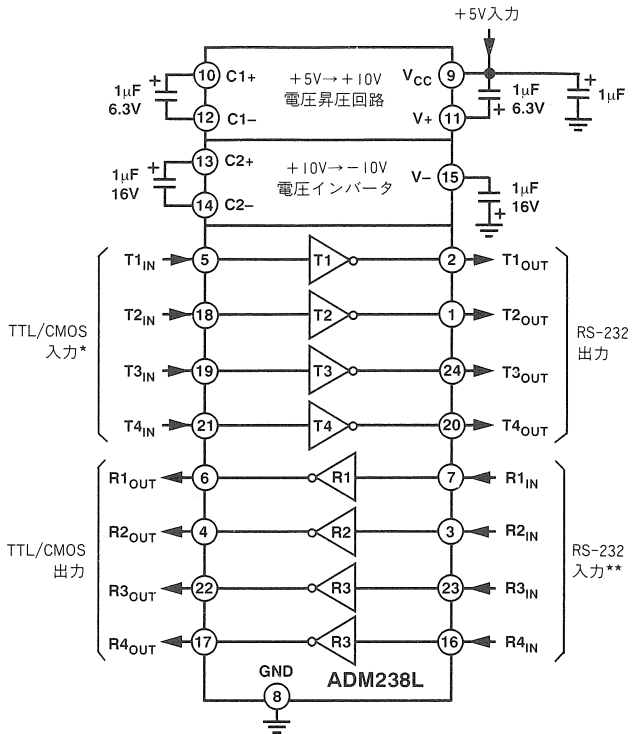 +5V入力
10 C1+ +5V→+10V VCC 9
1μF 6.3V 電圧昇圧回路 1μF 6.3V 1μF
12 C1− V+ 11
13 C2+ +10V→−10V V− 15
1μF 16V 電圧インバータ 1μF 16V
14 C2−
T1IN 5 T1 2 T1OUT
T2IN 18 T2 1 T2OUT
TTL/CMOS
入力*
RS-232
出力
T3IN 19 T3 24 T3OUT
T4IN 21 T4 20 T4OUT
R1OUT 6 R1 7 R1IN
R2OUT 4 R2 3 R2IN
TTL/CMOS
出力
RS-232
入力**
R3OUT 22 R3 23 R3IN
R4OUT 17 R3 16 R4IN
GND
8
ADM238L